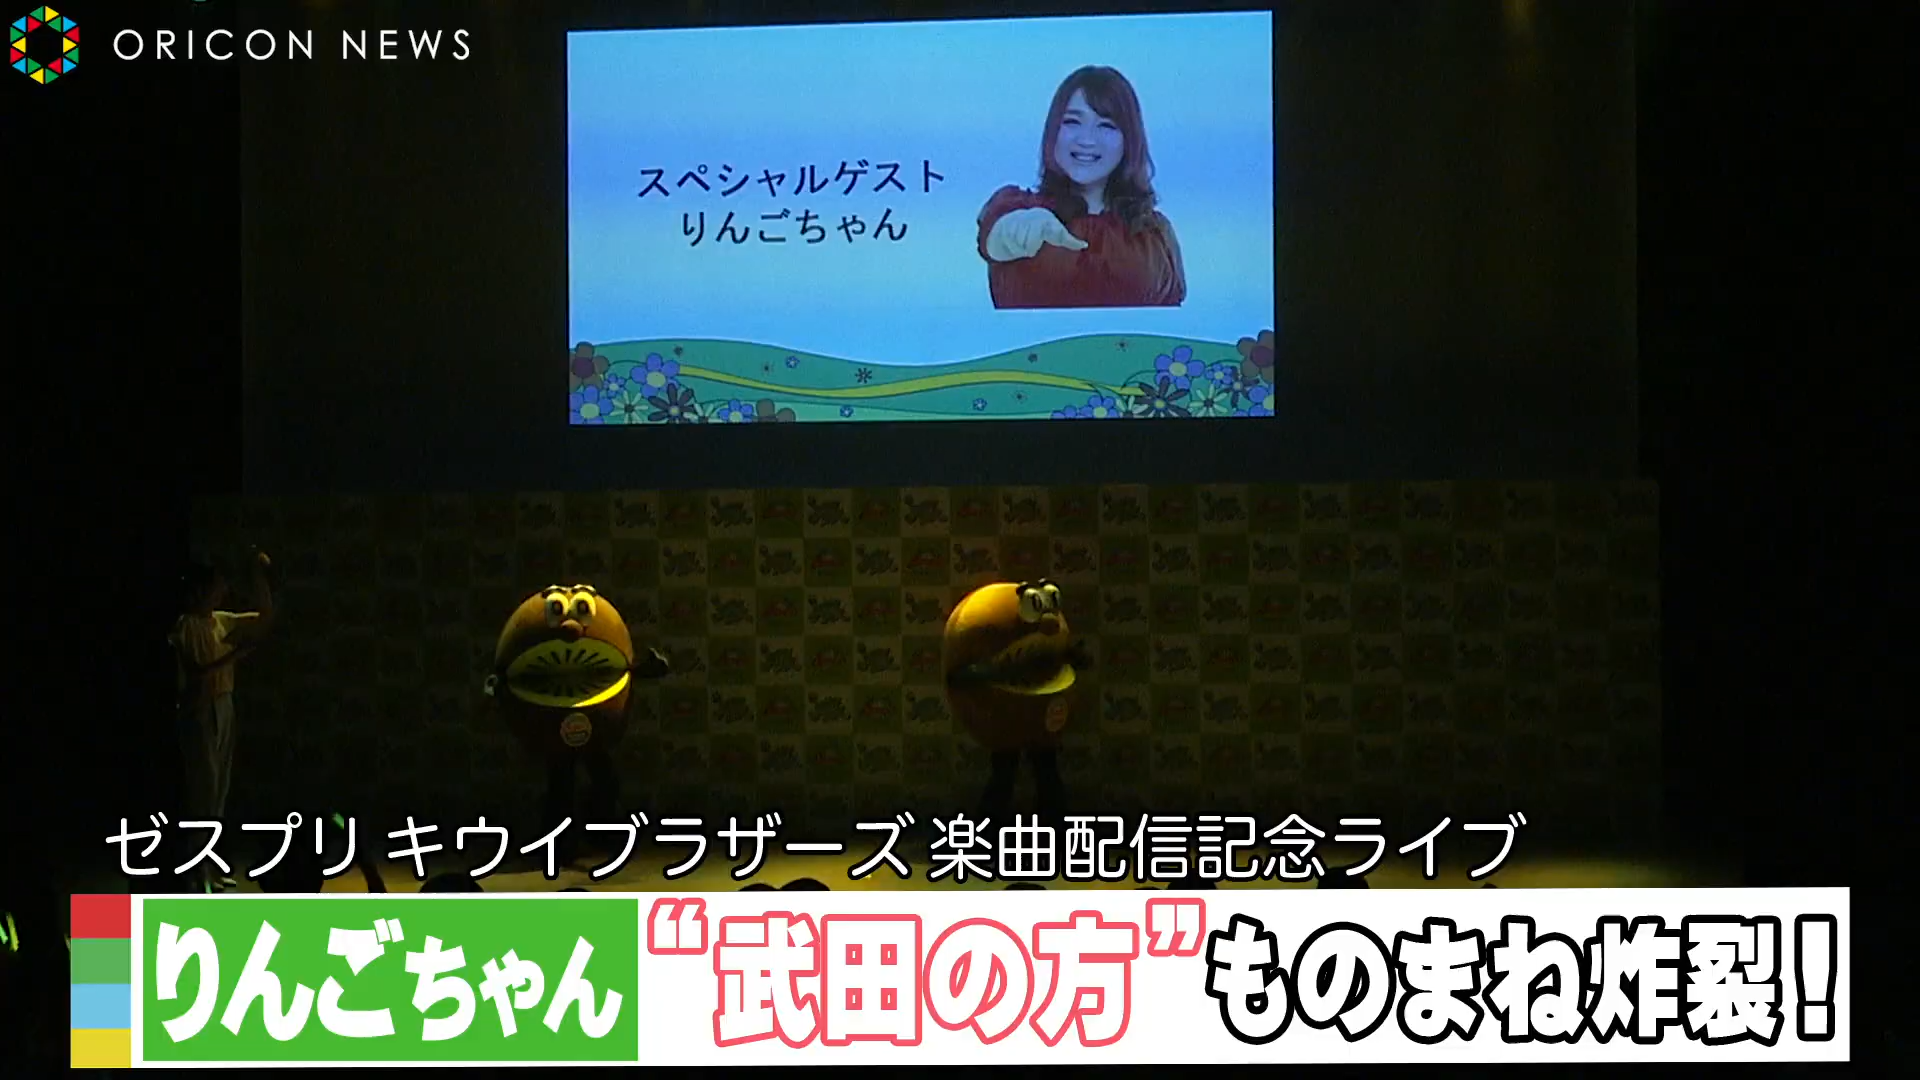 ORICON NEWS
スペシャルゲスト
りんごちゃん
ゼスプリ キウイブラザーズ 楽曲配信記念ライブ
りんごちゃん “武田の方” ものまね炸裂！